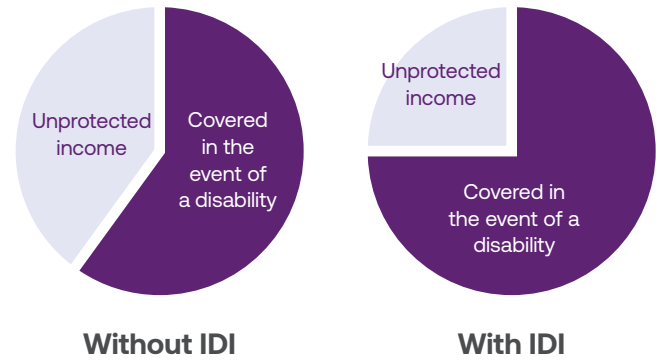 Unprotected
income
Covered
in the
event of
a disability
Without IDI
Unprotected
income
Covered in
the event of a
disability
With IDI